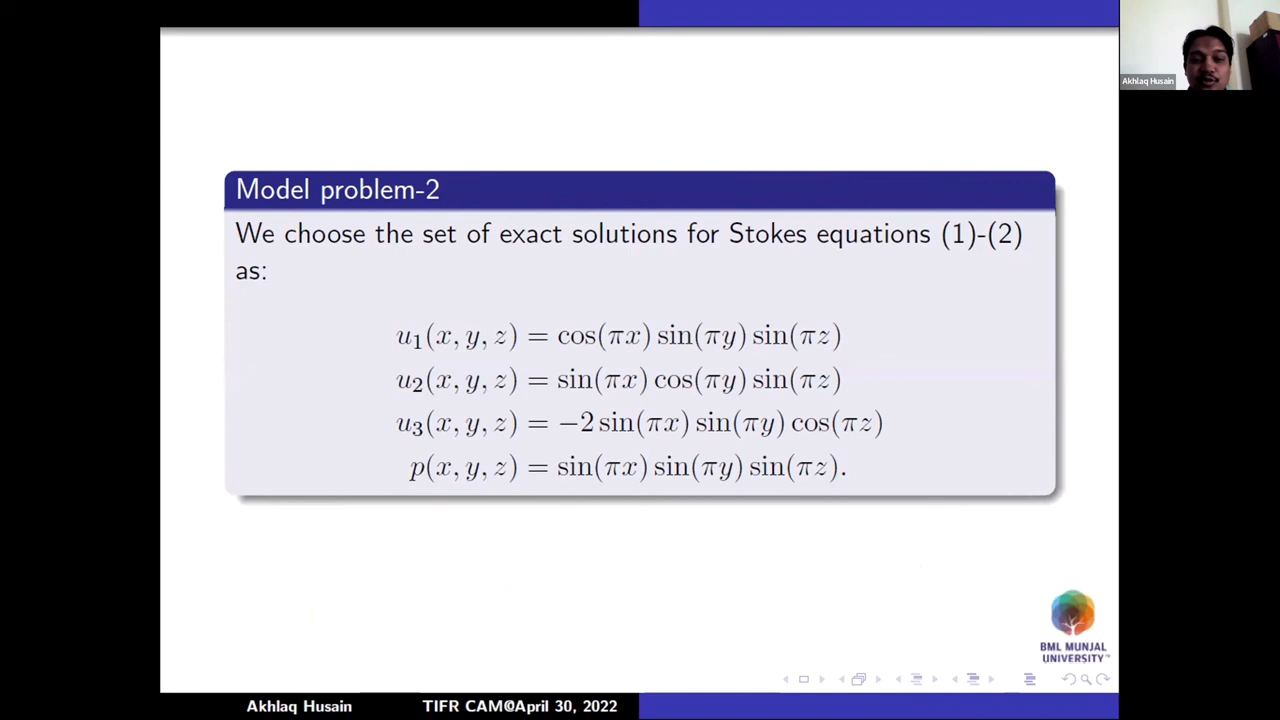 Akhlaq Husain
Model problem-2
We choose the set of exact solutions for Stokes equations (1)-(2)
as:
u₁(x, y, z) = cos(πx) sin(πy) sin(πz)
u₂(x, y, z) = sin(πx) cos(πy) sin(πz)
u₃(x, y, z) = −2 sin(πx) sin(πy) cos(πz)
p(x, y, z) = sin(πx) sin(πy) sin(πz).
BML MUNJAL
UNIVERSITY™
Akhlaq Husain TIFR CAM@April 30, 2022